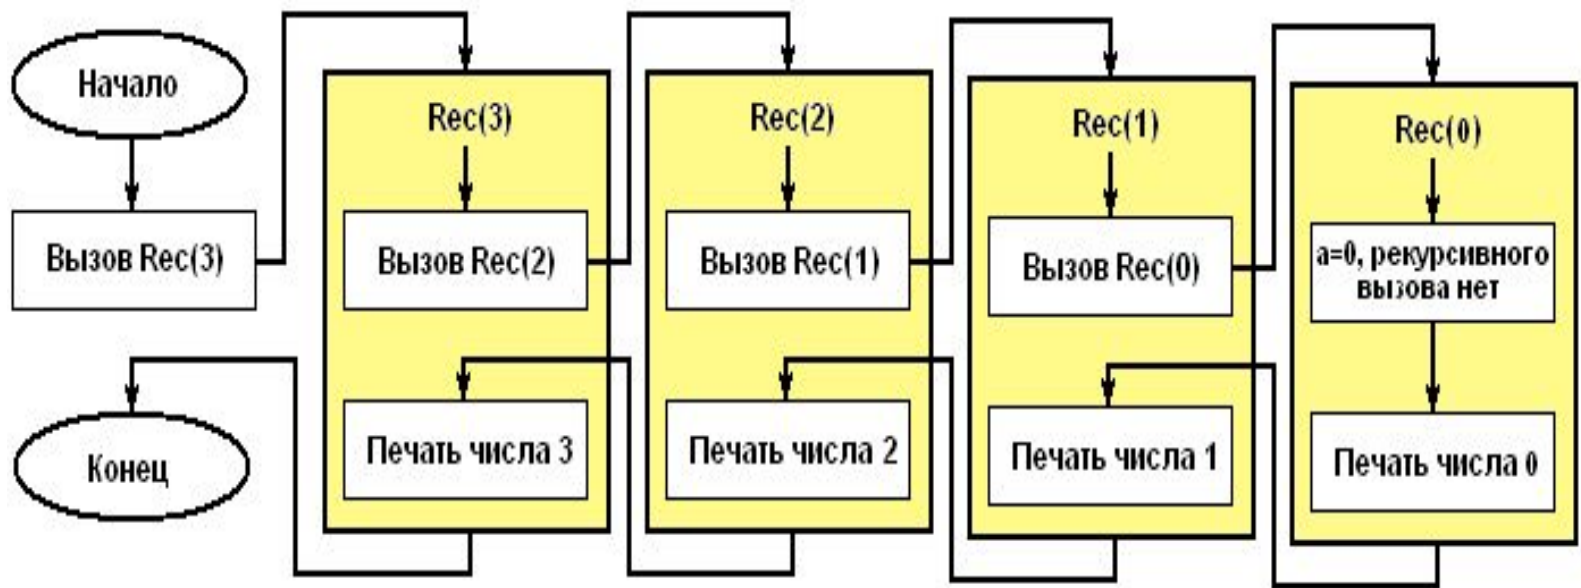 Начало
Вызов Rec(3)
Rec(3)
Вызов Rec(2)
Rec(2)
Вызов Rec(1)
Rec(1)
Вызов Rec(0)
Rec(0)
a=0, рекурсивного
вызова нет
Печать числа 0
Печать числа 1
Печать числа 2
Печать числа 3
Конец